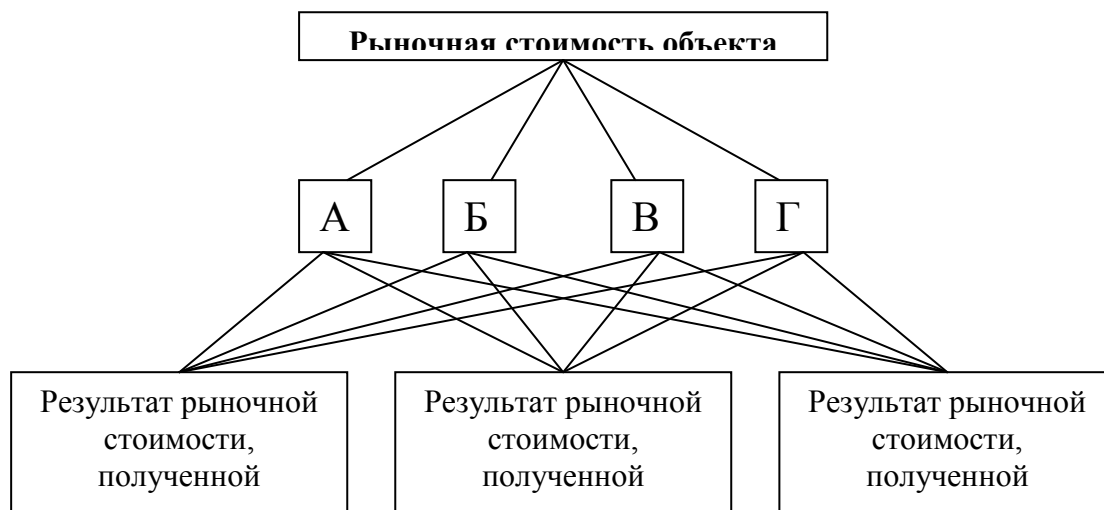 Рыночная стоимость объекта
А Б В Г
Результат рыночной
стоимости,
полученной
Результат рыночной
стоимости,
полученной
Результат рыночной
стоимости,
полученной